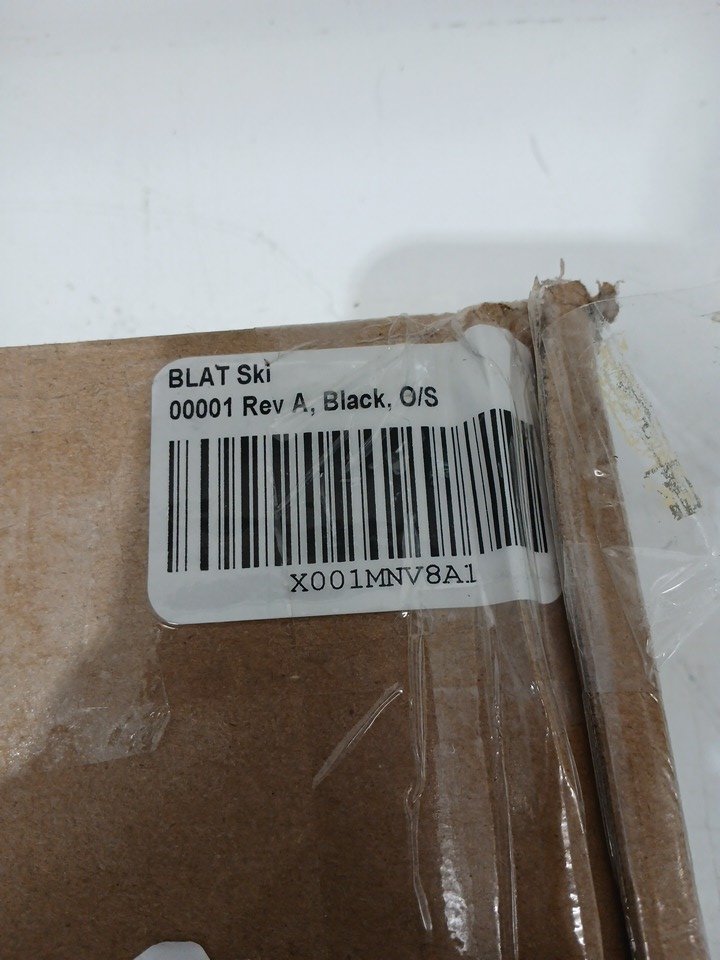 BLAT Ski
00001 Rev A, Black, O/S
X001MNV8A1